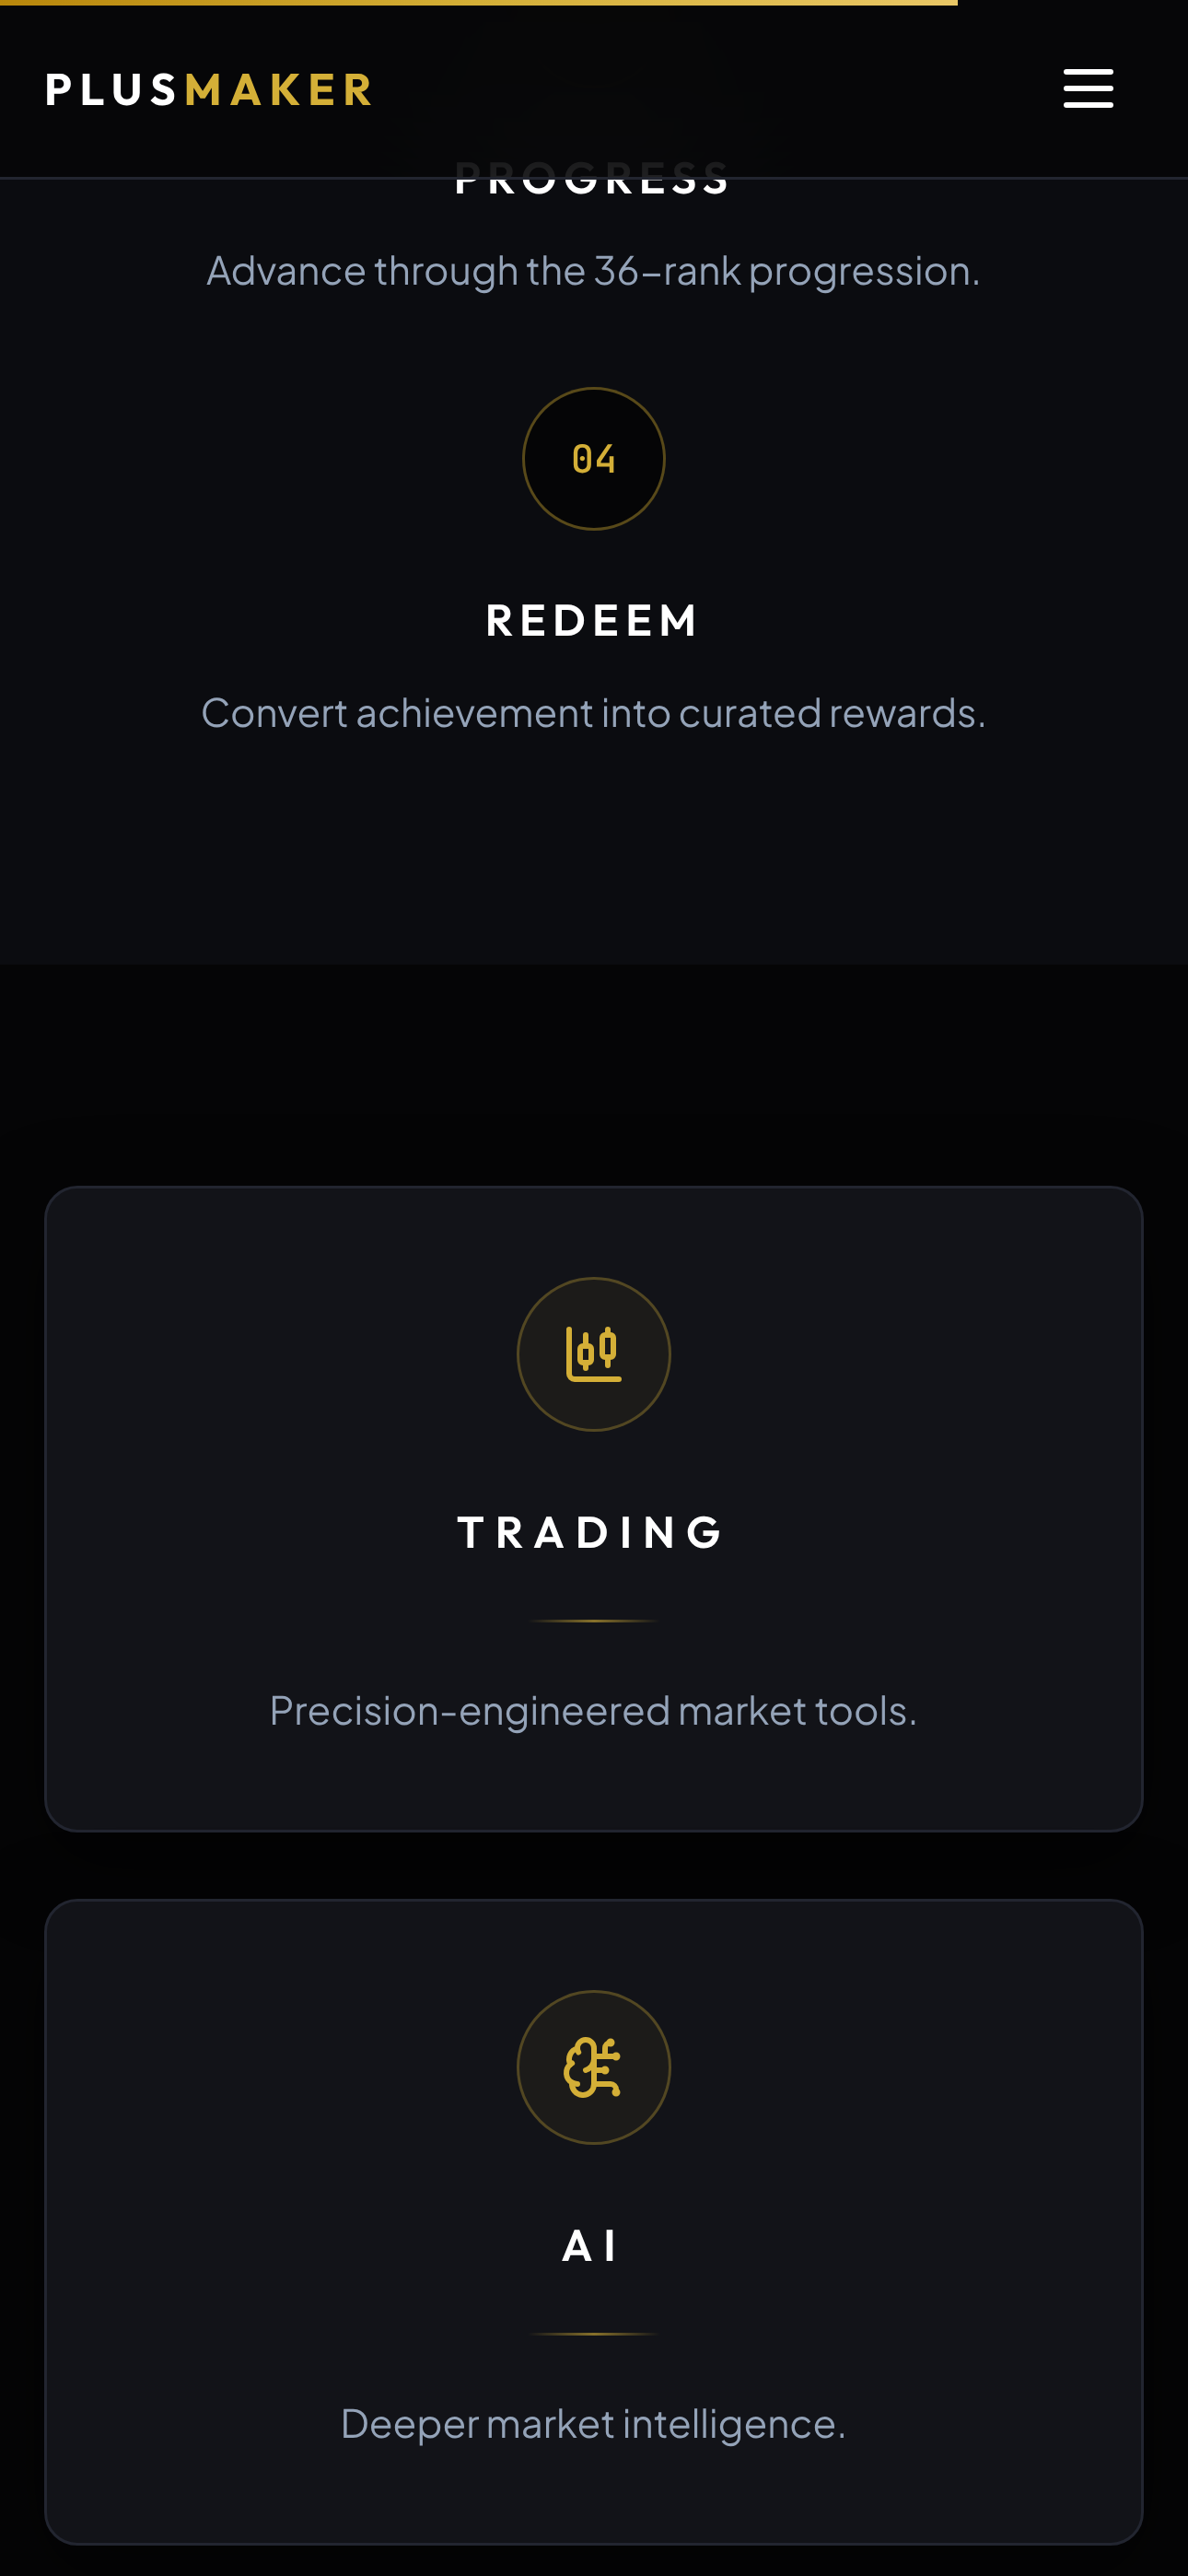 PLUSMAKER
PROGRESS
Advance through the 36–rank progression.
04
REDEEM
Convert achievement into curated rewards.
TRADING
Precision-engineered market tools.
AI
Deeper market intelligence.